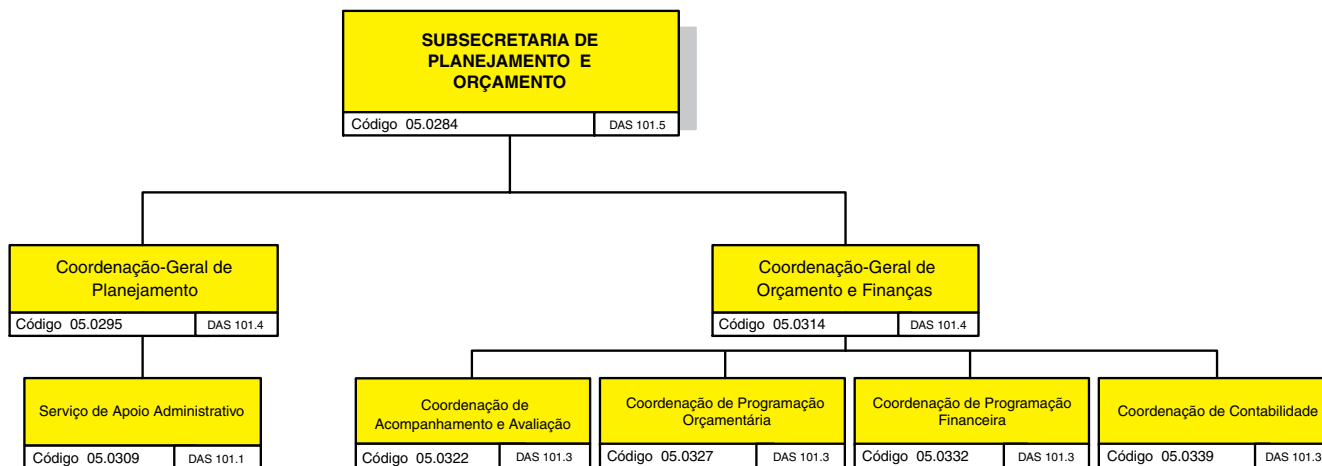 SUBSECRETARIA DE
PLANEJAMENTO E
ORÇAMENTO
Código 05.0284 DAS 101.5
Coordenação-Geral de
Planejamento
Código 05.0295 DAS 101.4
Coordenação-Geral de
Orçamento e Finanças
Código 05.0314 DAS 101.4
Serviço de Apoio Administrativo
Código 05.0309 DAS 101.1
Coordenação de
Acompanhamento e Avaliação
Código 05.0322 DAS 101.3
Coordenação de Programação
Orçamentária
Código 05.0327 DAS 101.3
Coordenação de Programação
Financeira
Código 05.0332 DAS 101.3
Coordenação de Contabilidade
Código 05.0339 DAS 101.3